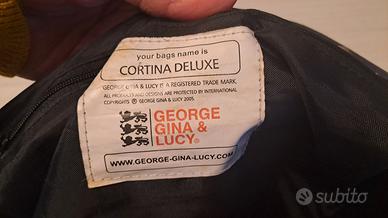 your bags name is
CORTINA DELUXE
GEORGE GINA & LUCY IS A REGISTERED TRADE MARK.
ALL PRODUCTS AND DESIGNS ARE PROTECTED BY INTERNATIONAL
COPYRIGHTS © GEORGE GINA & LUCY 2005.
GEORGE
GINA &
LUCY®
WWW.GEORGE-GINA-LUCY.COM
subito